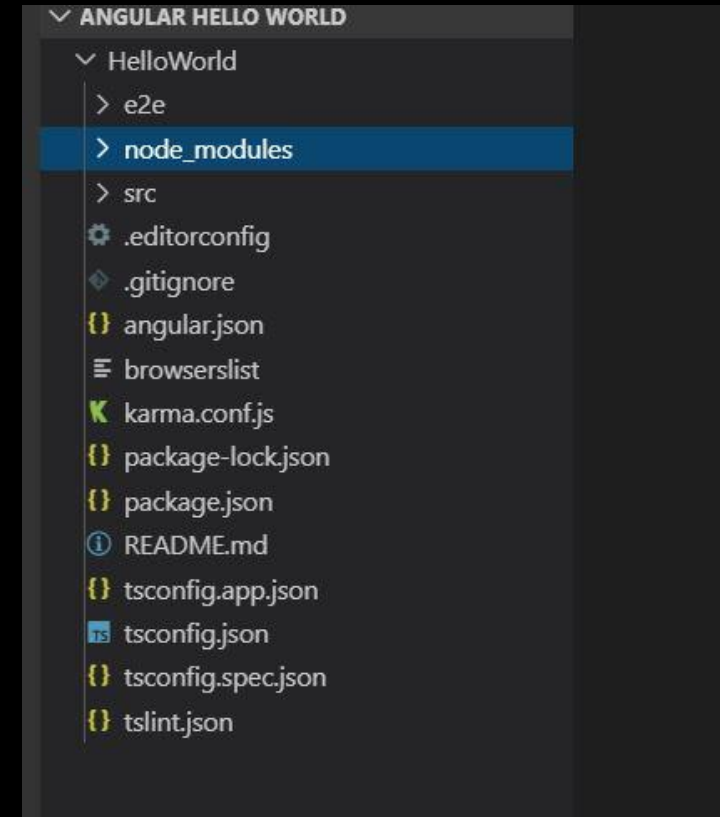 ANGULAR HELLO WORLD
HelloWorld
e2e
node_modules
src
.editorconfig
.gitignore
angular.json
browserslist
karma.conf.js
package-lock.json
package.json
README.md
tsconfig.app.json
tsconfig.json
tsconfig.spec.json
tslint.json